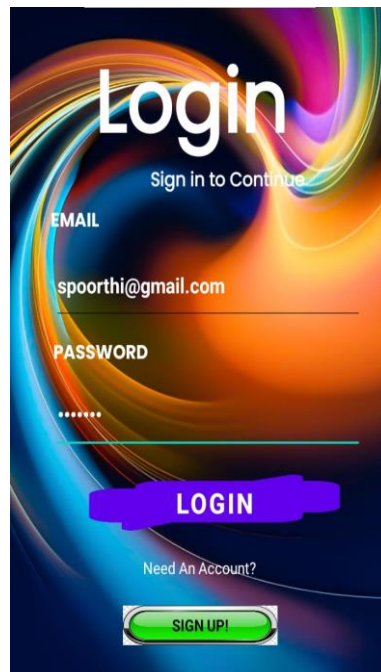 Login
Sign in to Continue
EMAIL
spoorthi@gmail.com
PASSWORD
•••••••
LOGIN
Need An Account?
SIGN UP!